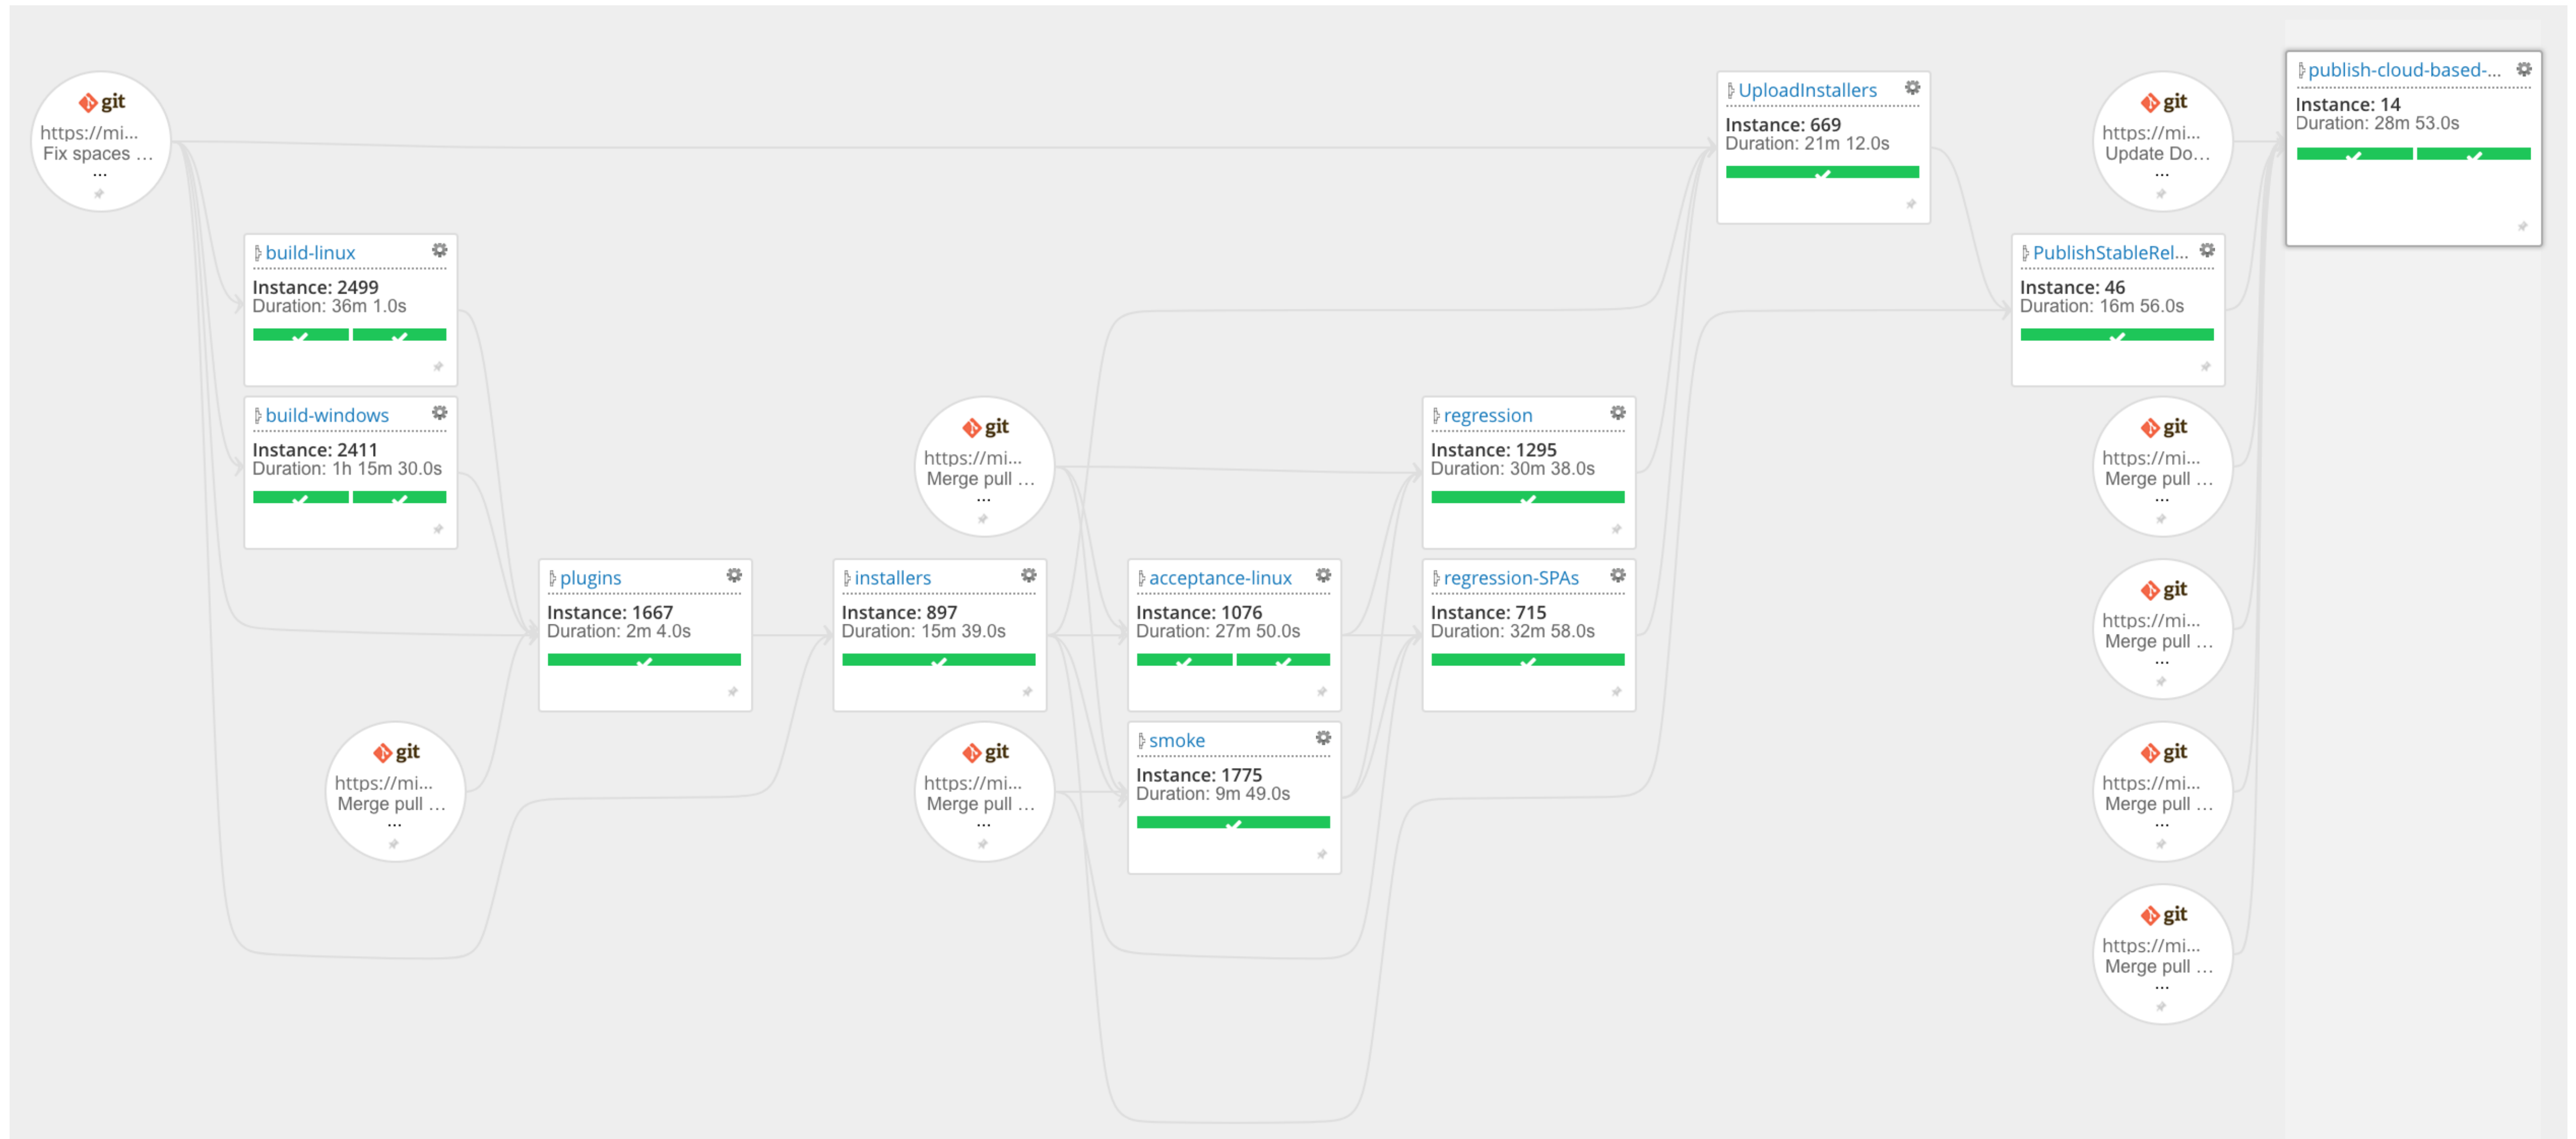 git
https://mi...
Fix spaces ...
...
build-linux
Instance: 2499
Duration: 36m 1.0s
build-windows
Instance: 2411
Duration: 1h 15m 30.0s
git
https://mi...
Merge pull ...
...
plugins
Instance: 1667
Duration: 2m 4.0s
installers
Instance: 897
Duration: 15m 39.0s
git
https://mi...
Merge pull ...
...
git
https://mi...
Merge pull ...
...
acceptance-linux
Instance: 1076
Duration: 27m 50.0s
smoke
Instance: 1775
Duration: 9m 49.0s
regression
Instance: 1295
Duration: 30m 38.0s
regression-SPAs
Instance: 715
Duration: 32m 58.0s
UploadInstallers
Instance: 669
Duration: 21m 12.0s
git
https://mi...
Update Do...
...
PublishStableRel...
Instance: 46
Duration: 16m 56.0s
git
https://mi...
Merge pull ...
...
git
https://mi...
Merge pull ...
...
git
https://mi...
Merge pull ...
...
git
https://mi...
Merge pull ...
...
publish-cloud-based-...
Instance: 14
Duration: 28m 53.0s